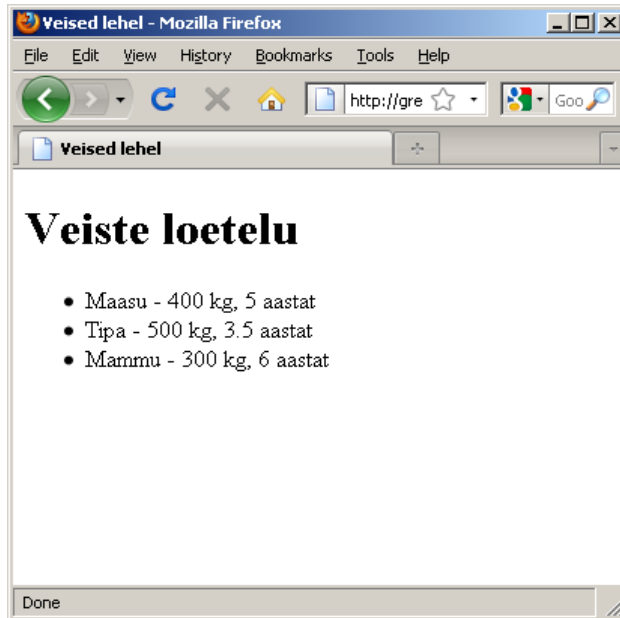 Veised lehel - Mozilla Firefox
File Edit View History Bookmarks Tools Help
http://gre Goo
Veised lehel
Veiste loetelu
Maasu - 400 kg, 5 aastat
Tipa - 500 kg, 3.5 aastat
Mammu - 300 kg, 6 aastat
Done